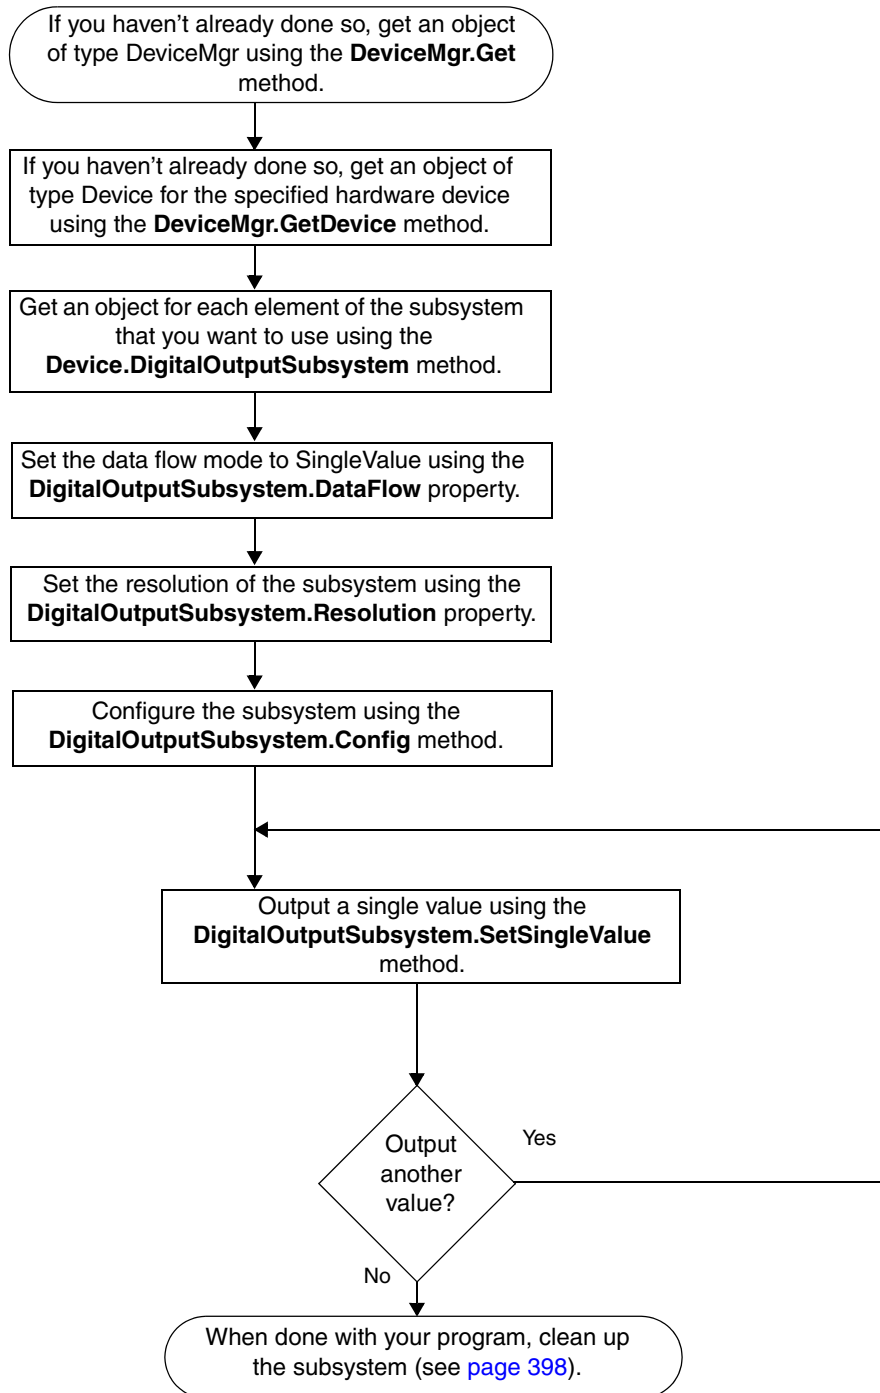 If you haven't already done so, get an object
of type DeviceMgr using the DeviceMgr.Get
method.
If you haven't already done so, get an object of
type Device for the specified hardware device
using the DeviceMgr.GetDevice method.
Get an object for each element of the subsystem
that you want to use using the
Device.DigitalOutputSubsystem method.
Set the data flow mode to SingleValue using the
DigitalOutputSubsystem.DataFlow property.
Set the resolution of the subsystem using the
DigitalOutputSubsystem.Resolution property.
Configure the subsystem using the
DigitalOutputSubsystem.Config method.
Output a single value using the
DigitalOutputSubsystem.SetSingleValue
method.
Output
another
value?
Yes
No
When done with your program, clean up
the subsystem (see page 398).